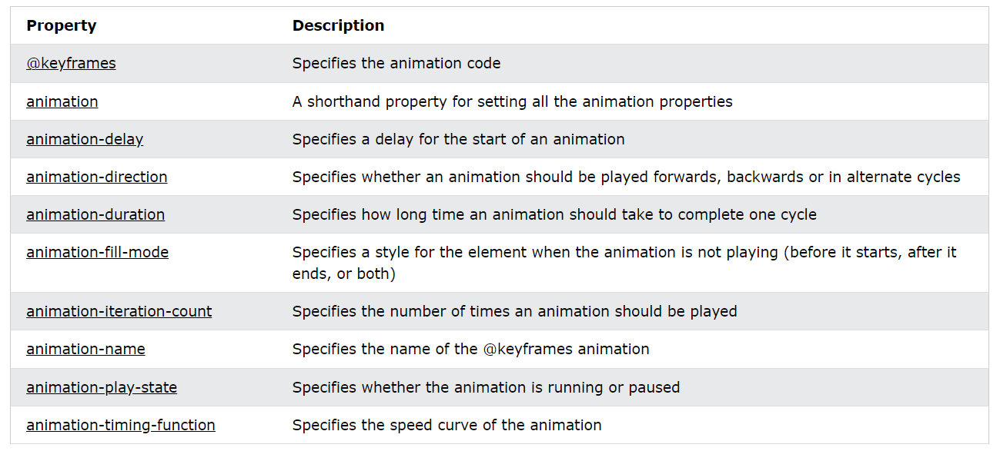 Property Description
@keyframes Specifies the animation code
animation A shorthand property for setting all the animation properties
animation-delay Specifies a delay for the start of an animation
animation-direction Specifies whether an animation should be played forwards, backwards or in alternate cycles
animation-duration Specifies how long time an animation should take to complete one cycle
animation-fill-mode Specifies a style for the element when the animation is not playing (before it starts, after it
ends, or both)
animation-iteration-count Specifies the number of times an animation should be played
animation-name Specifies the name of the @keyframes animation
animation-play-state Specifies whether the animation is running or paused
animation-timing-function Specifies the speed curve of the animation